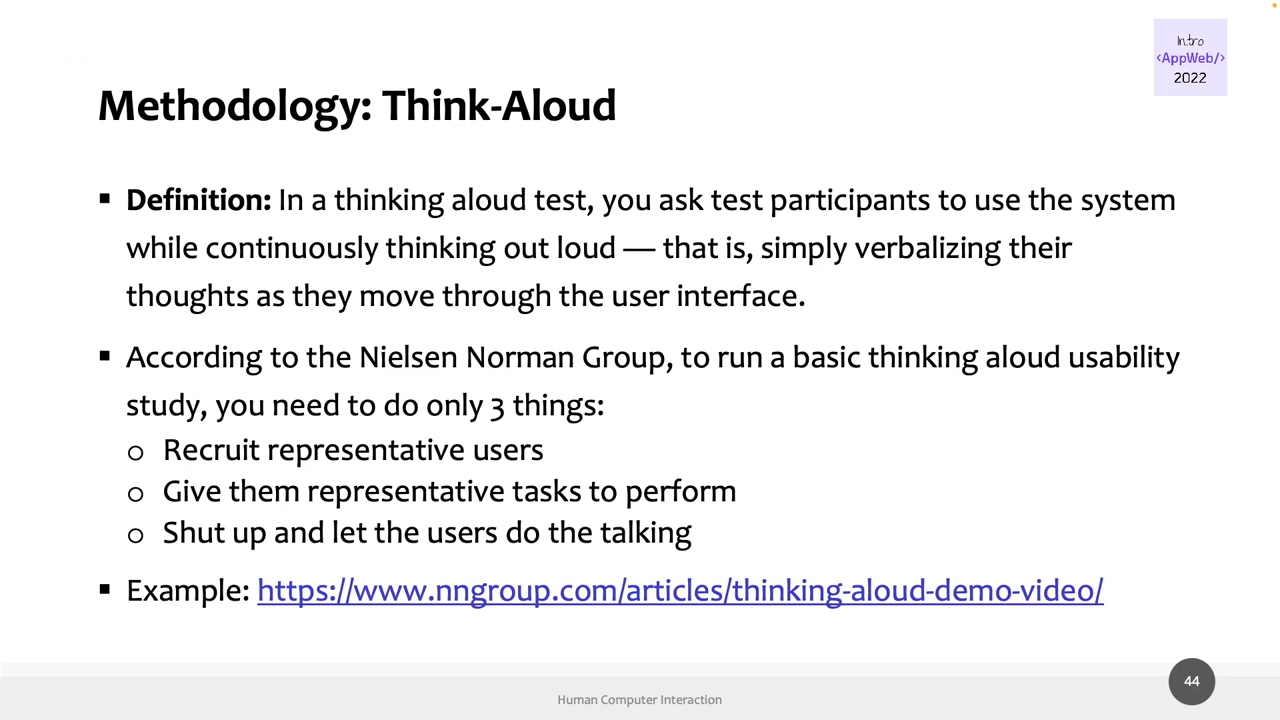 Intro
<AppWeb/>
2022
Methodology: Think-Aloud
▪ Definition: In a thinking aloud test, you ask test participants to use the system
while continuously thinking out loud — that is, simply verbalizing their
thoughts as they move through the user interface.
▪ According to the Nielsen Norman Group, to run a basic thinking aloud usability
study, you need to do only 3 things:
o Recruit representative users
o Give them representative tasks to perform
o Shut up and let the users do the talking
▪ Example: https://www.nngroup.com/articles/thinking-aloud-demo-video/
Human Computer Interaction
44